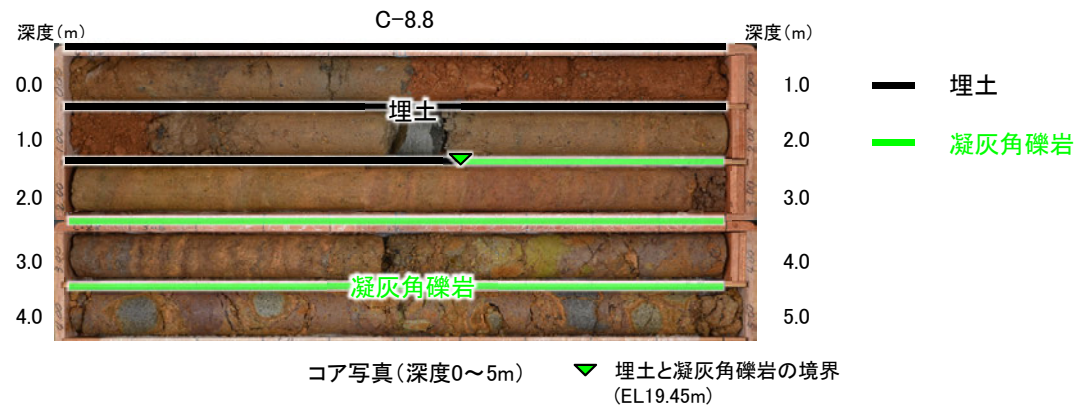 C-8.8
深度(m)
深度(m)
0.0
1.0
埋土
埋土
1.0
2.0
凝灰角礫岩
2.0
3.0
3.0
4.0
凝灰角礫岩
4.0
5.0
コア写真(深度0～5m)
埋土と凝灰角礫岩の境界
(EL19.45m)